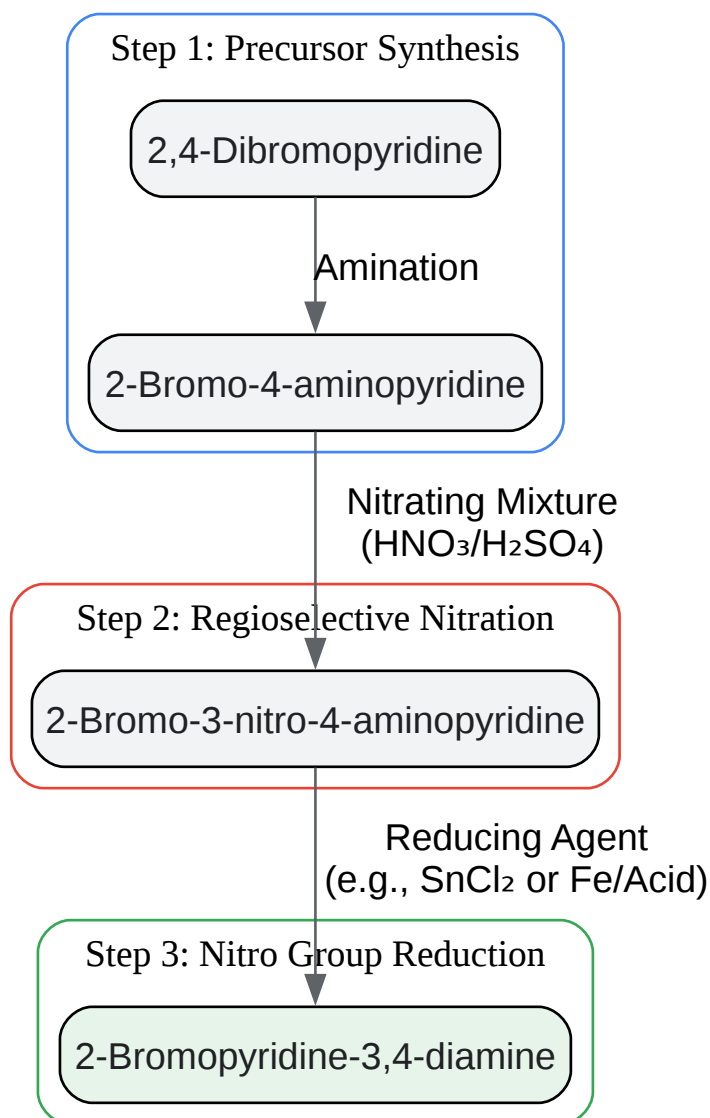 Step 1: Precursor Synthesis
2,4-Dibromopyridine
Amination
2-Bromo-4-aminopyridine
Nitrating Mixture
(HNO₃/H₂SO₄)
Step 2: Regioselective Nitration
2-Bromo-3-nitro-4-aminopyridine
Reducing Agent
(e.g., SnCl₂ or Fe/Acid)
Step 3: Nitro Group Reduction
2-Bromopyridine-3,4-diamine